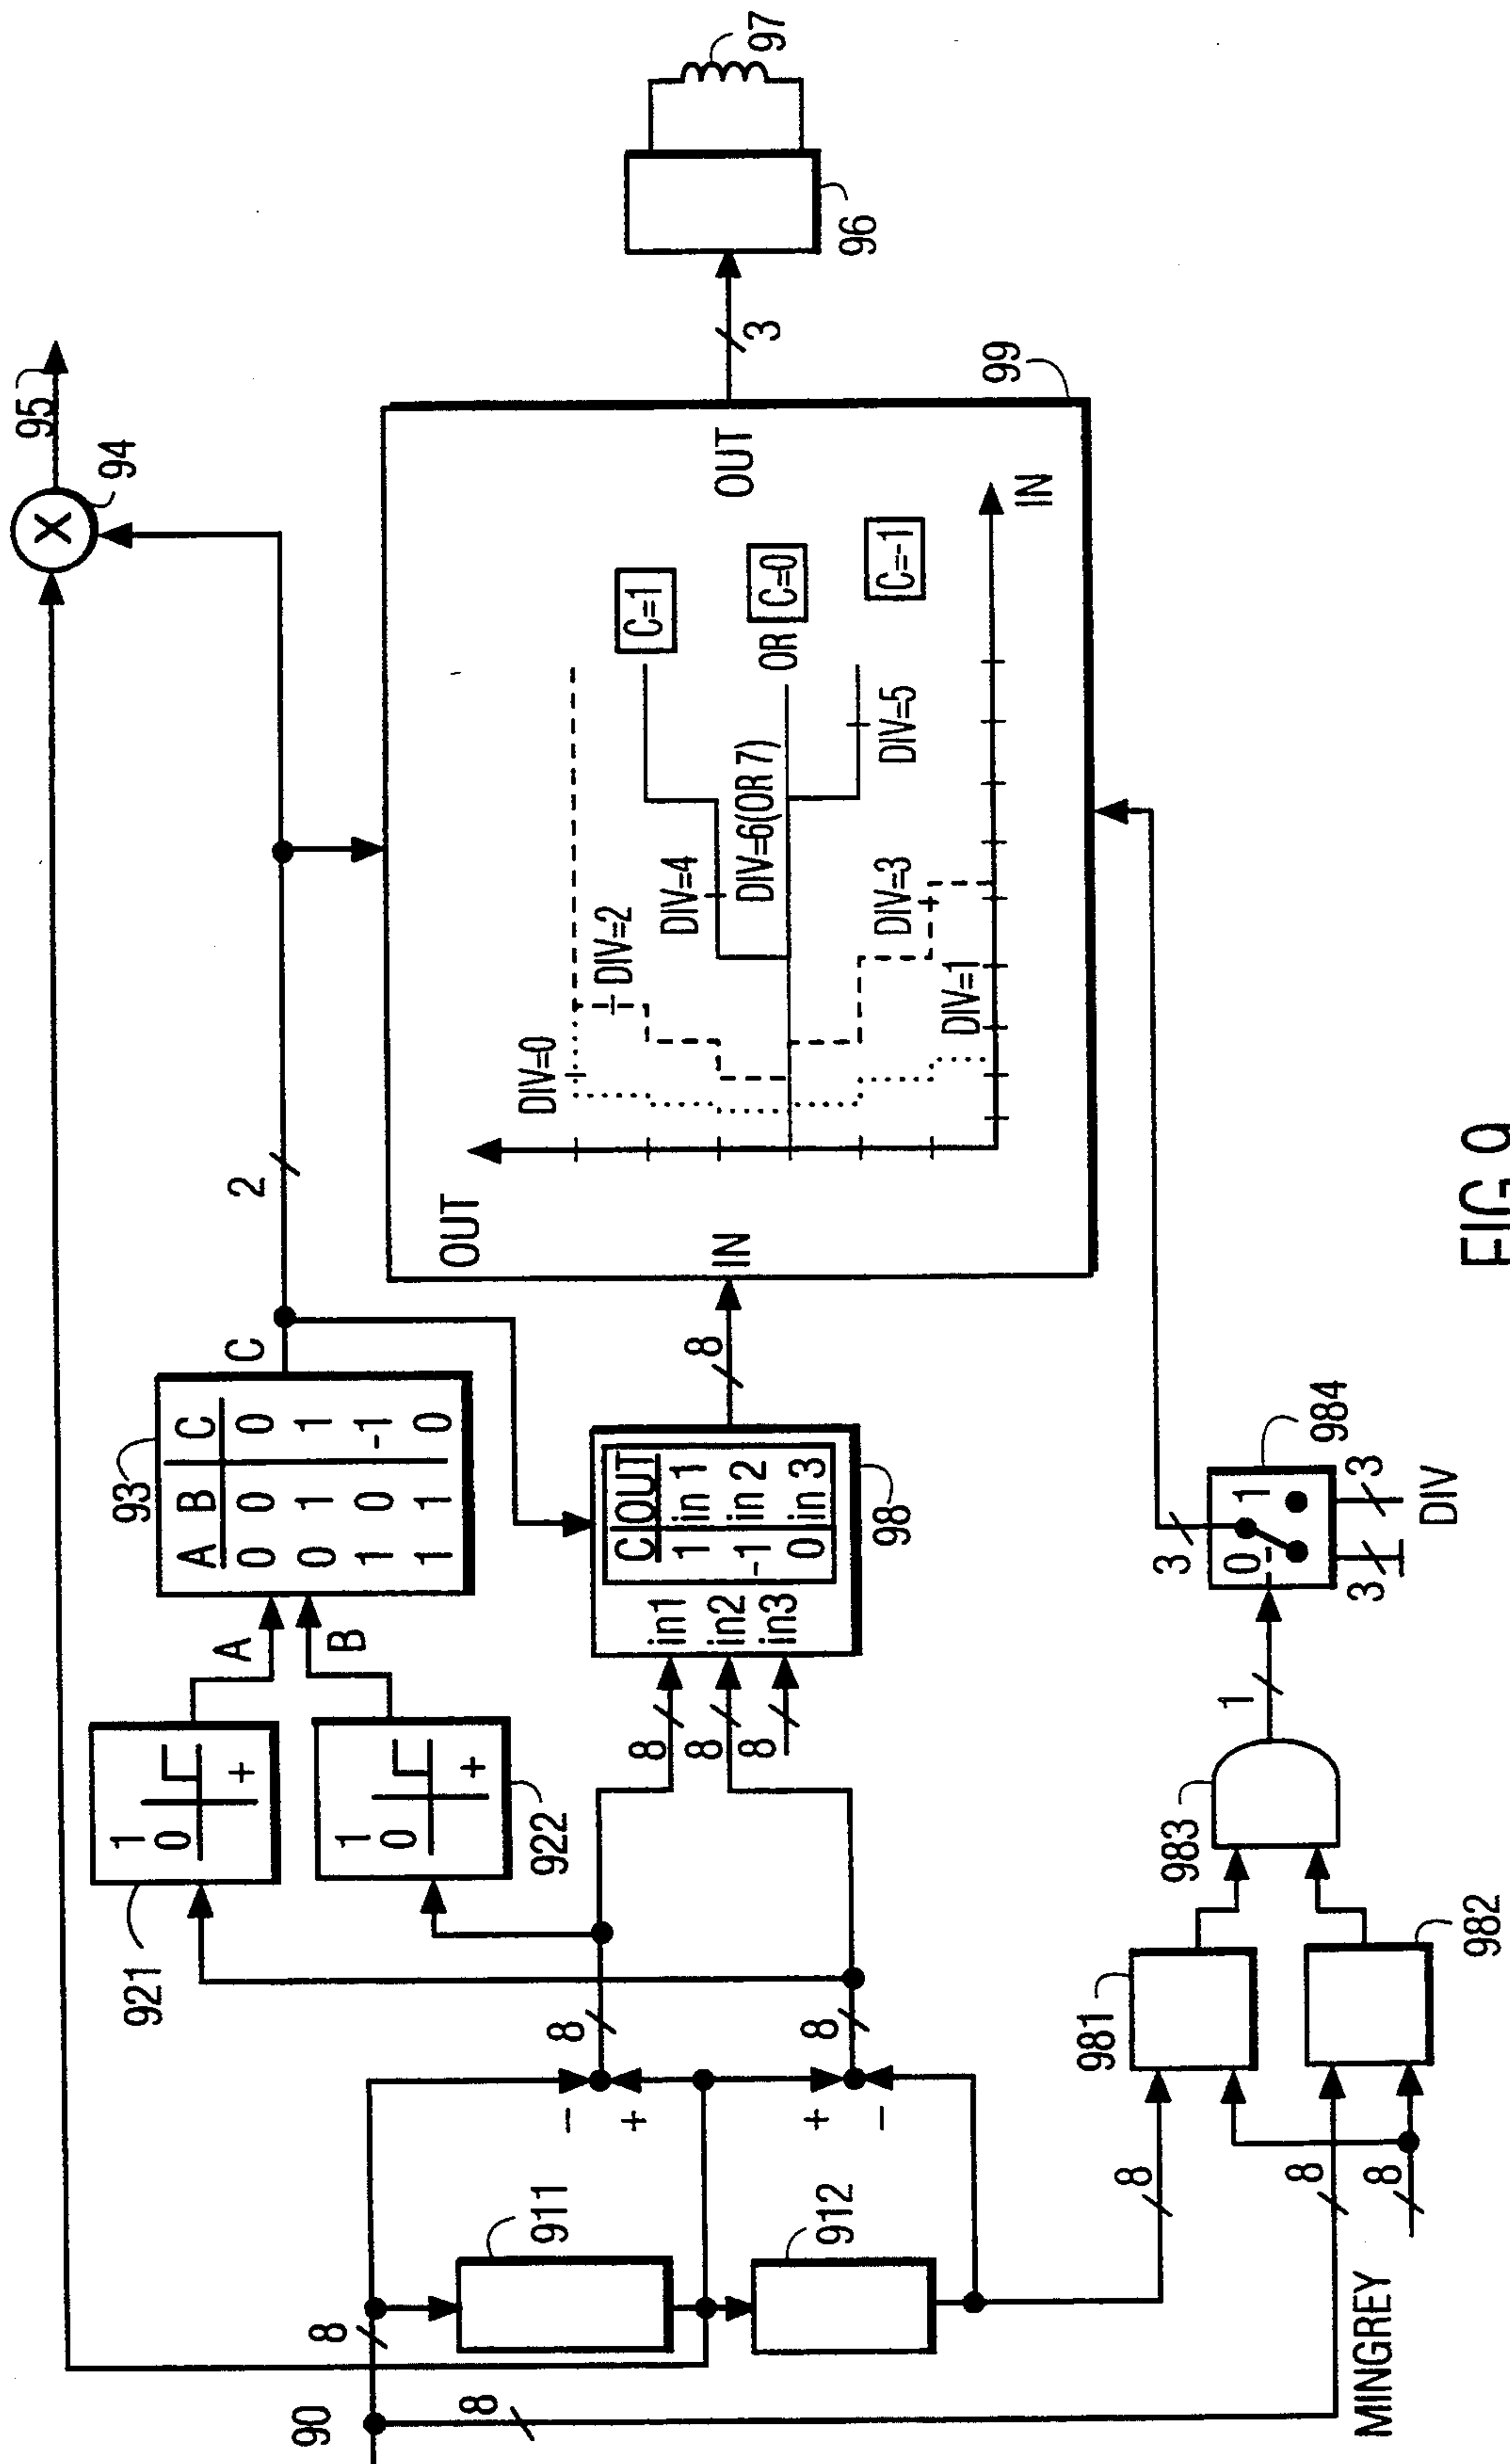 90
8
8
911
912
8
8
8
MINGREY
-
+
+
-
8
8
921
1
0
+
922
1
0
+
A
B
93
A B C
0 0 0
0 1 1
1 0 -1
1 1 0
C
2
94
X
95
8
8
8
in1
in2
in3
C OUT
1 in 1
-1 in 2
0 in 3
98
8
IN
OUT
DIV=0
DIV=2
DIV=4
DIV=6(OR 7)
OR
DIV=3
DIV=1
DIV=5
C=1
C=0
C=-1
IN
OUT
99
3
96
97
981
982
983
1
984
0
1
3
3
3
DIV
FIG.9